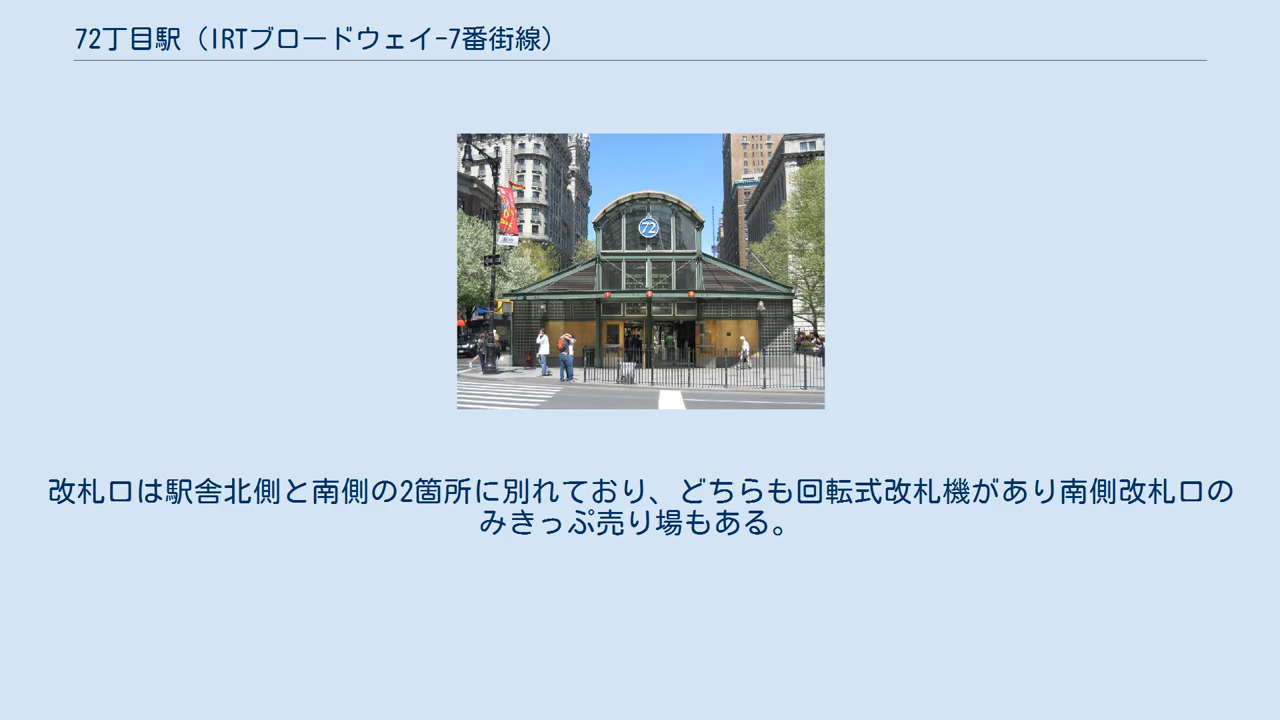 72丁目駅（IRTブロードウェイ-7番街線）
72
改札口は駅舎北側と南側の2箇所に別れており、どちらも回転式改札機があり南側改札口の
みきっぷ売り場もある。